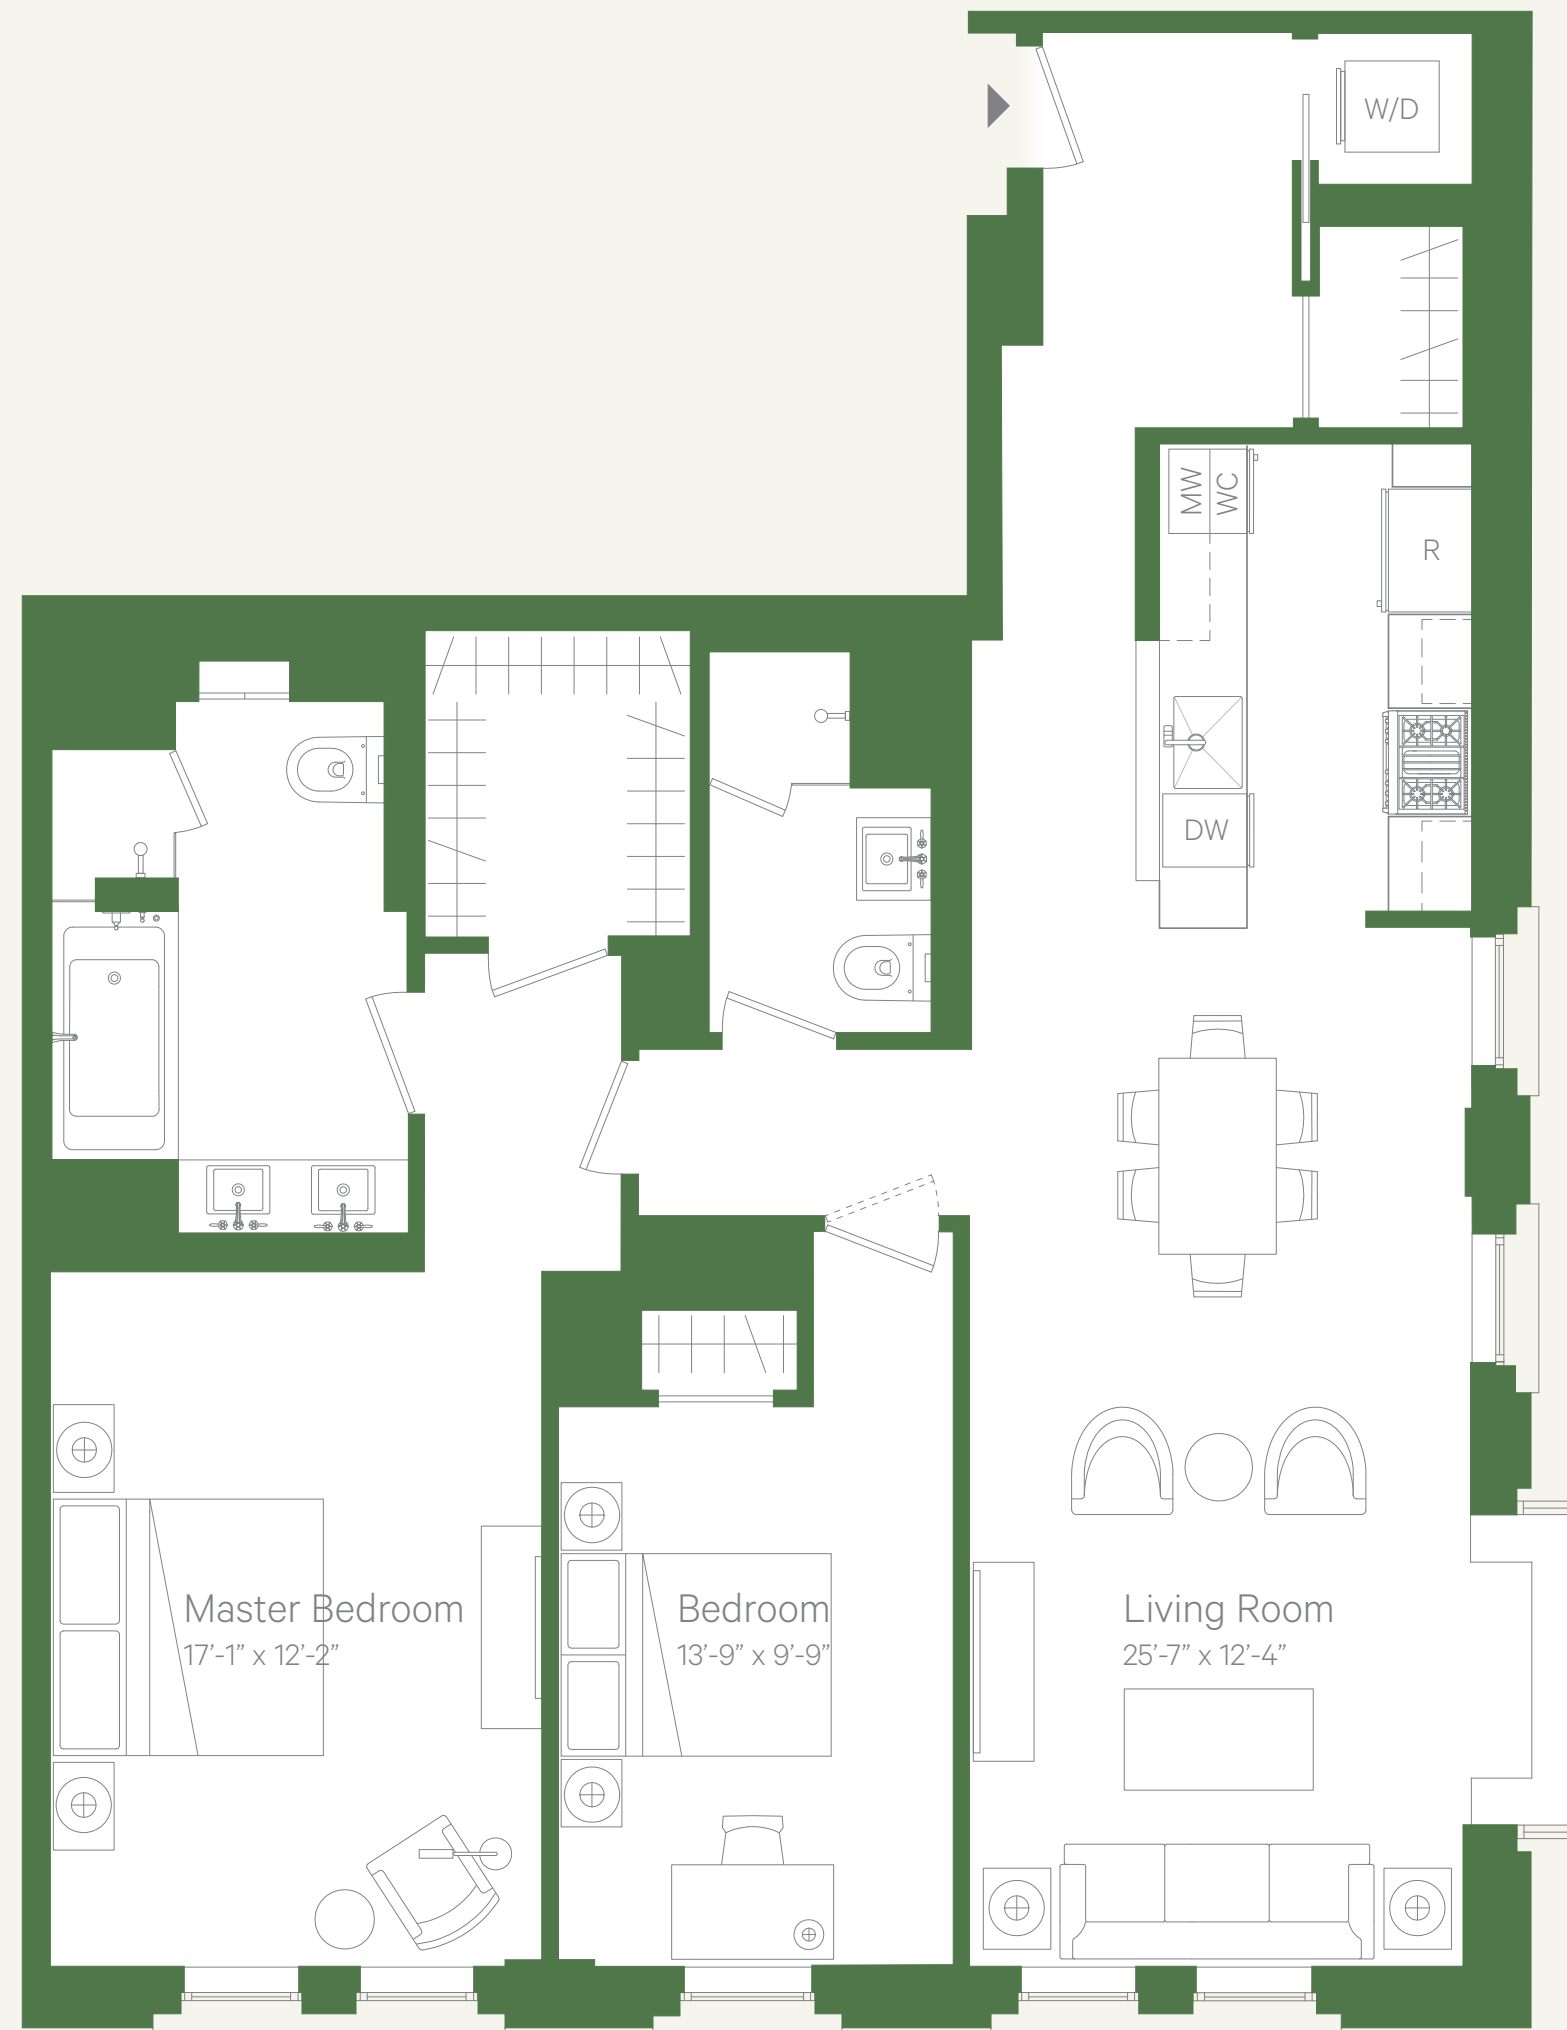 W/D
MW
WC
R
DW
Master Bedroom
17’-1” x 12’-2”
Bedroom
13’-9” x 9’-9”
Living Room
25’-7” x 12’-4”